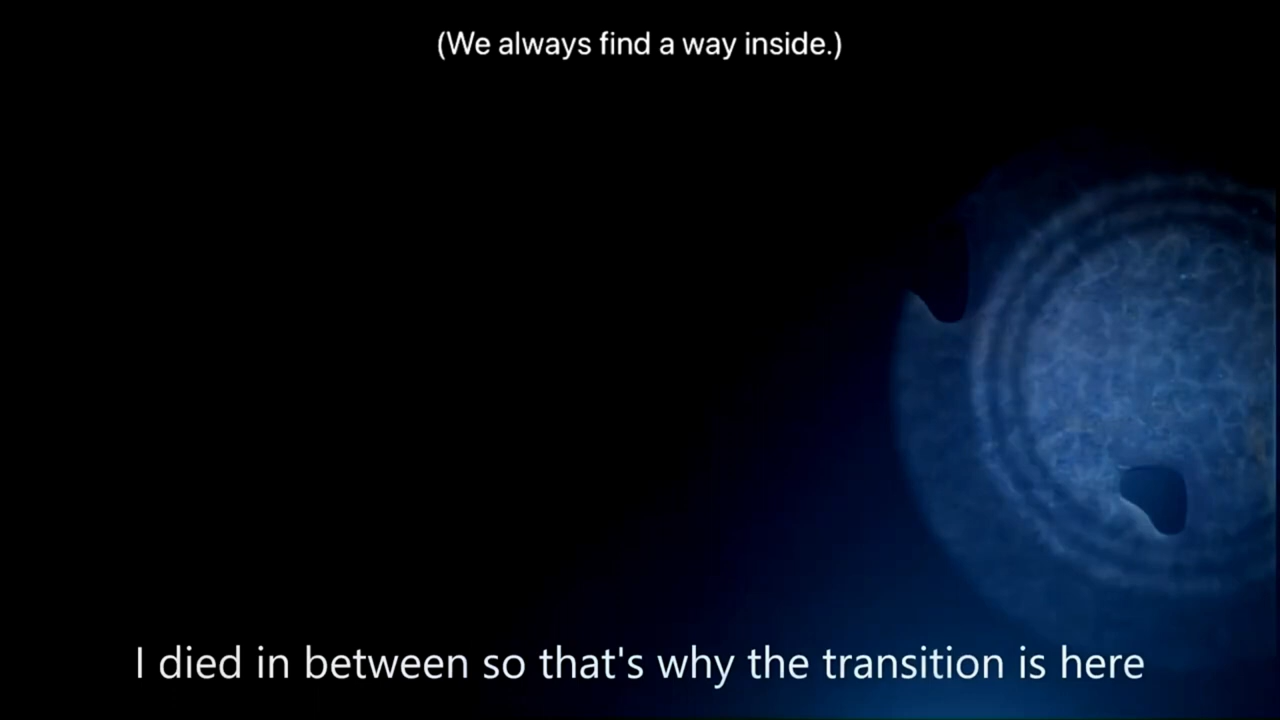 (We always find a way inside.)
I died in between so that's why the transition is here